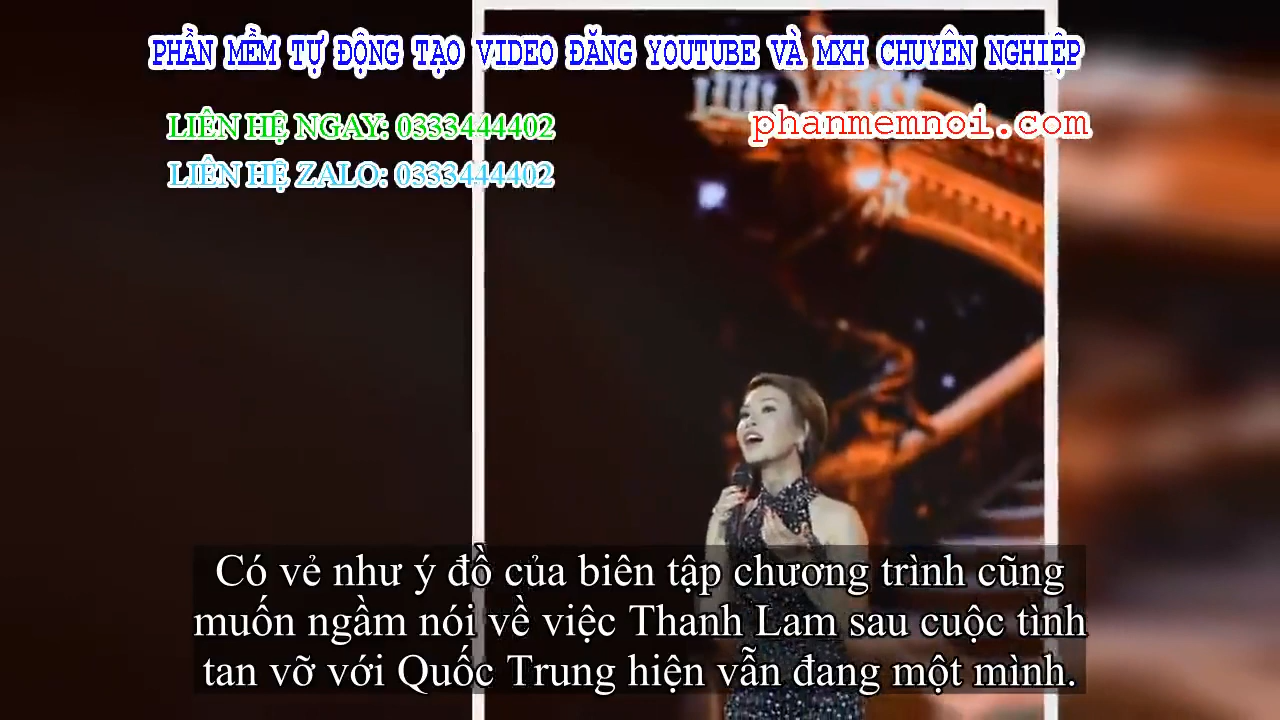 PHẦN MỀM TỰ ĐỘNG TẠO VIDEO ĐĂNG YOUTUBE VÀ MXH CHUYÊN NGHIỆP
LIÊN HỆ NGAY: 0333444402
phanmemnoi.com
LIÊN HỆ ZALO: 0333444402
Có vẻ như ý đồ của biên tập chương trình cũng
muốn ngầm nói về việc Thanh Lam sau cuộc tình
tan vỡ với Quốc Trung hiện vẫn đang một mình.